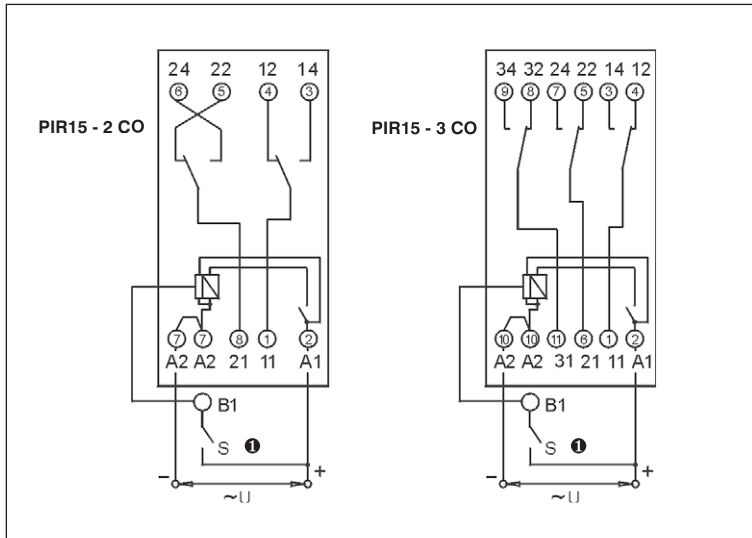 24 22 12 14
6 5 4 3
PIR15 - 2 CO
7 7 8 1 2
A2 A2 21 11 A1
B1
S ❶
– +
~U
34 32 24 22 14 12
9 8 7 5 3 4
PIR15 - 3 CO
10 10 11 6 1 2
A2 A2 31 21 11 A1
B1
S ❶
– +
~U